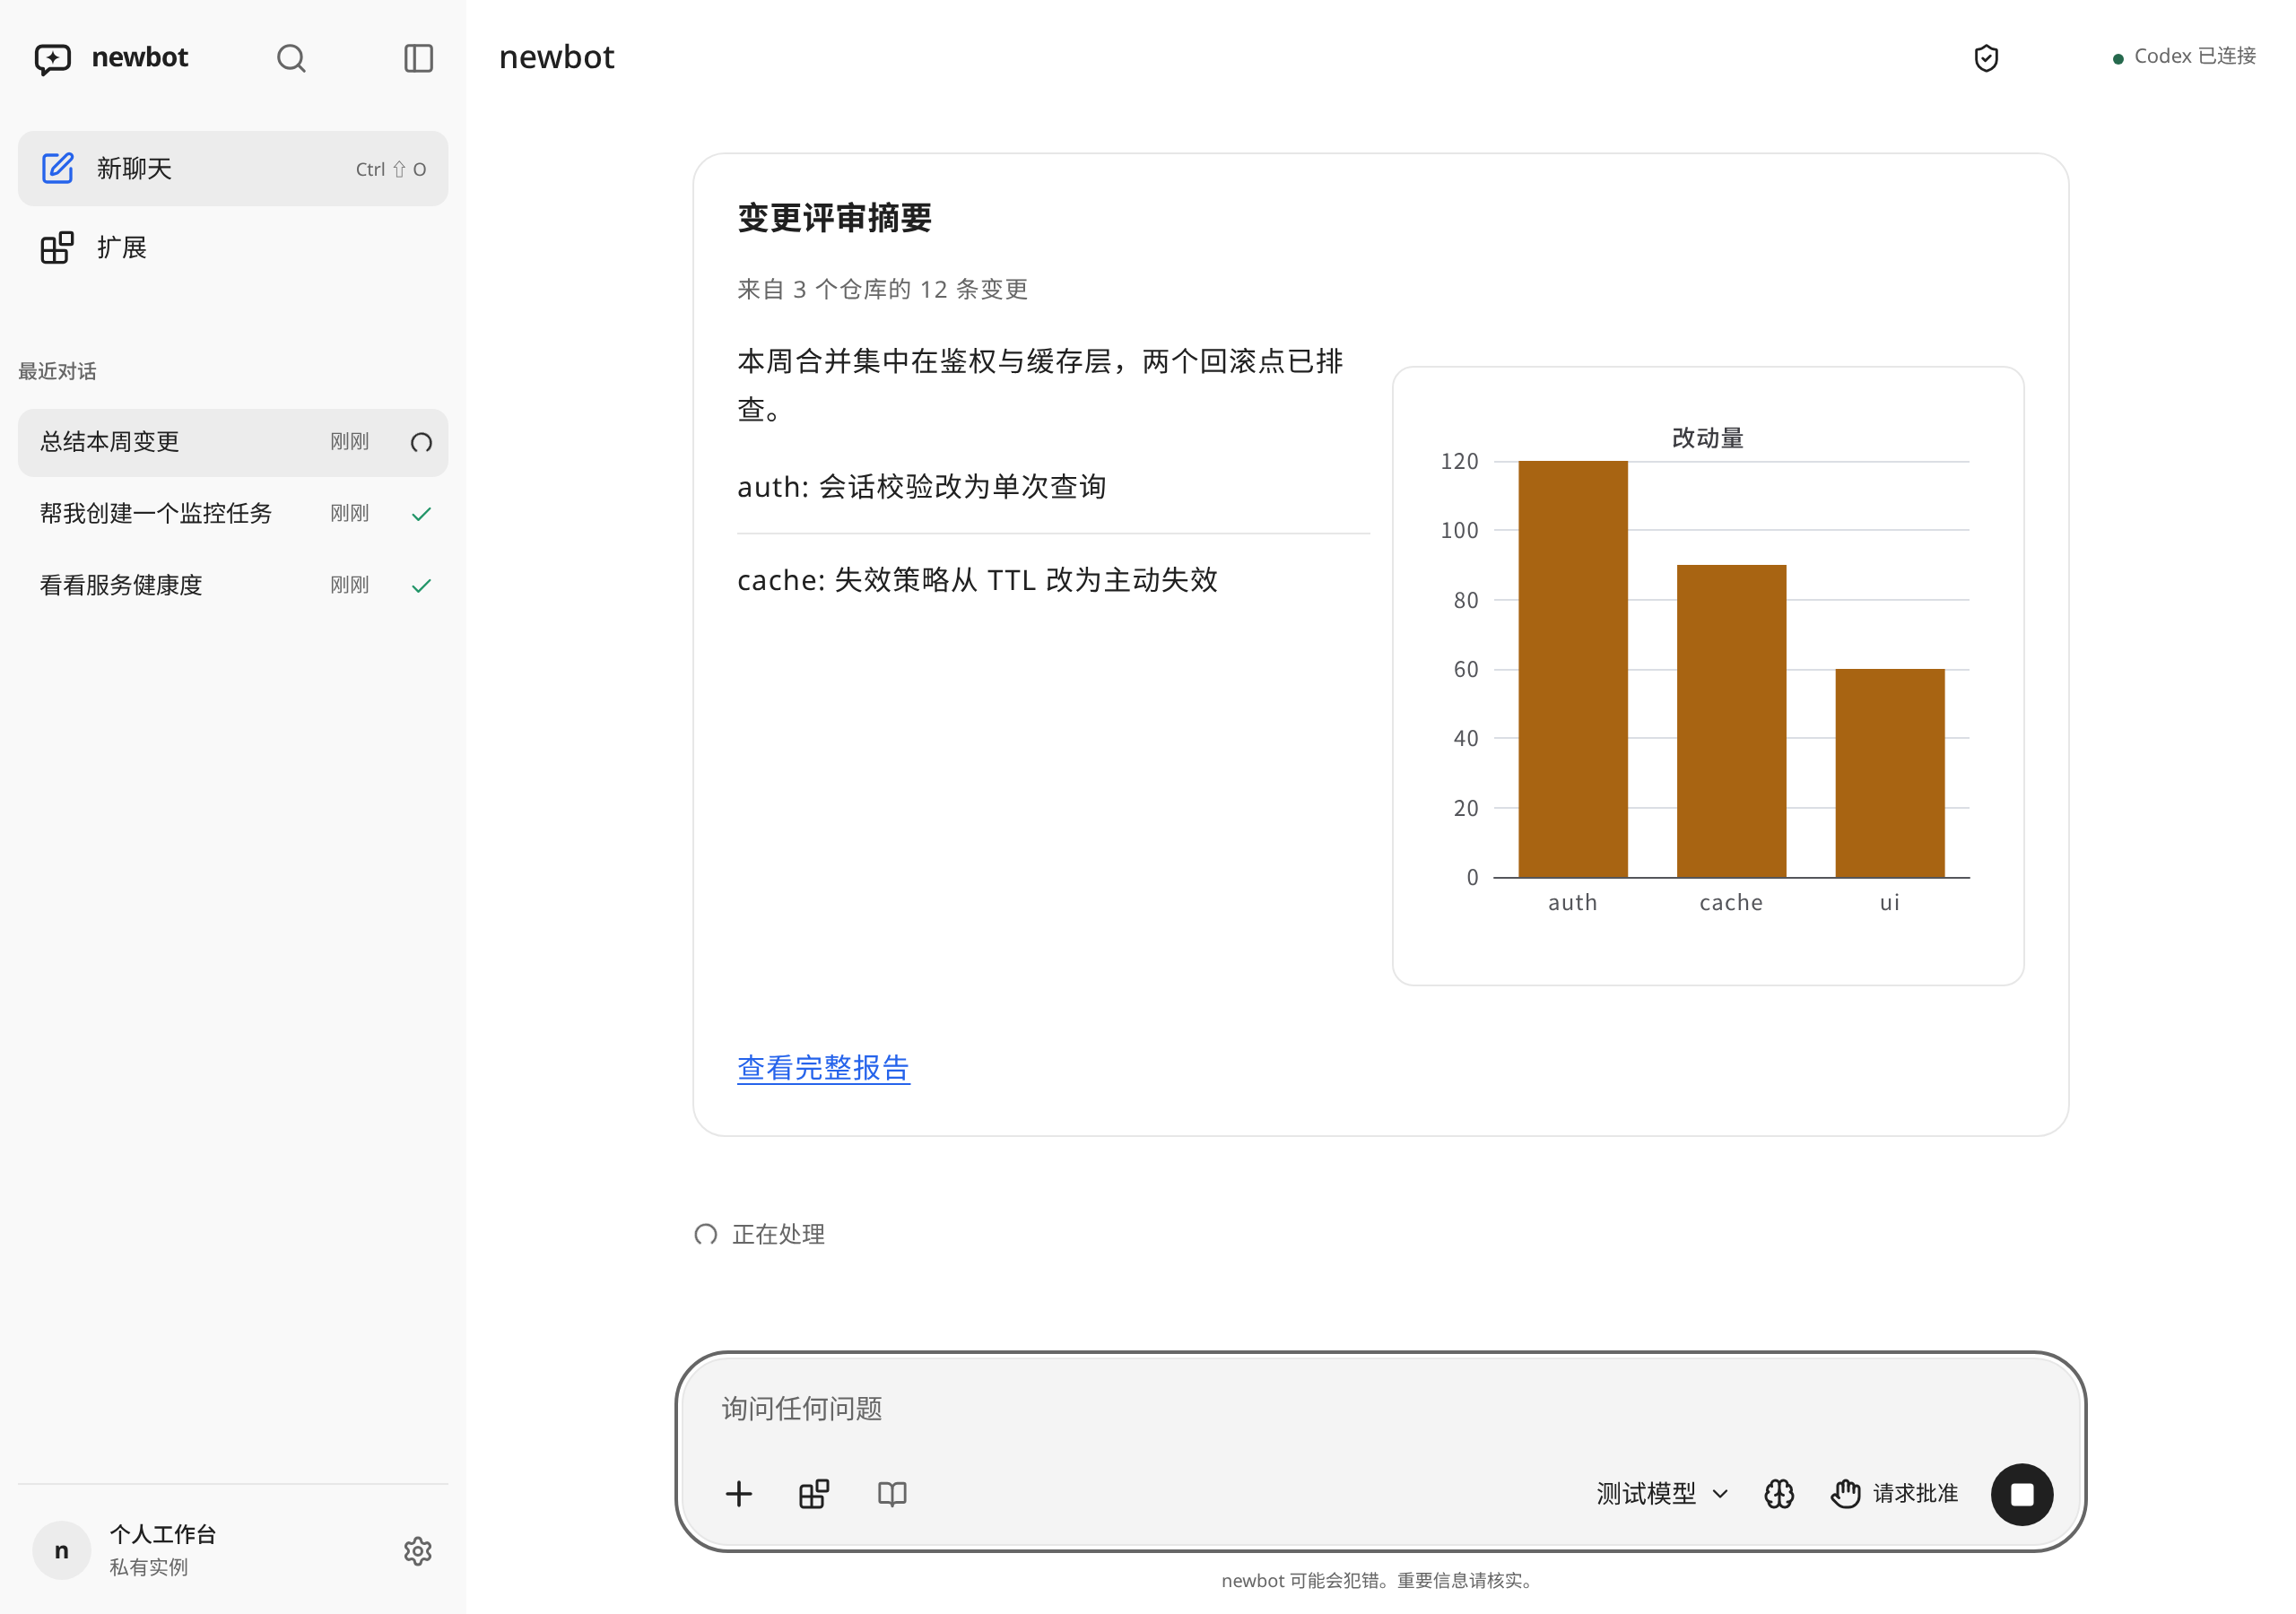 newbot
新聊天
Ctrl ⇧ O
扩展
最近对话
总结本周变更 刚刚
帮我创建一个监控任务 刚刚
看看服务健康度 刚刚
n
个人工作台
私有实例
newbot
Codex 已连接
变更评审摘要
来自 3 个仓库的 12 条变更
本周合并集中在鉴权与缓存层，两个回滚点已排
查。
auth: 会话校验改为单次查询
cache: 失效策略从 TTL 改为主动失效
改动量
120
100
80
60
40
20
0
auth cache ui
查看完整报告
正在处理
询问任何问题
测试模型 请求批准
newbot 可能会犯错。重要信息请核实。